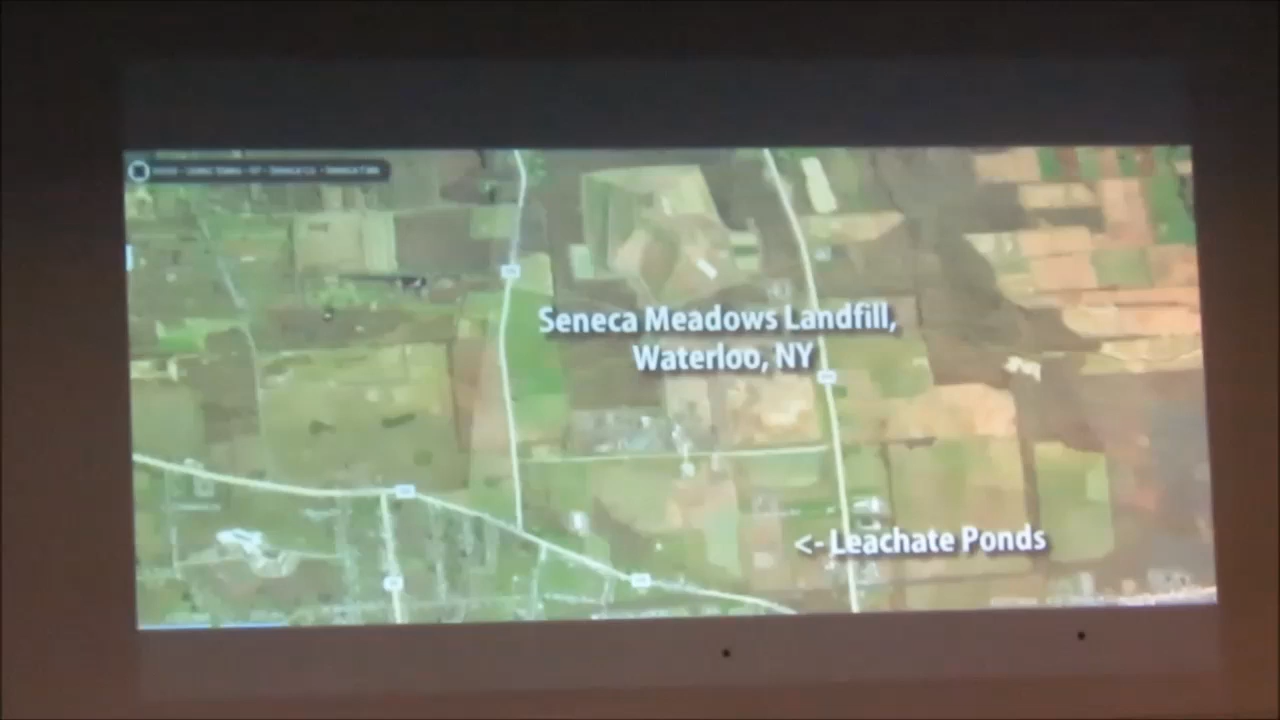 Seneca Meadows Landfill,
Waterloo, NY
<- Leachate Ponds